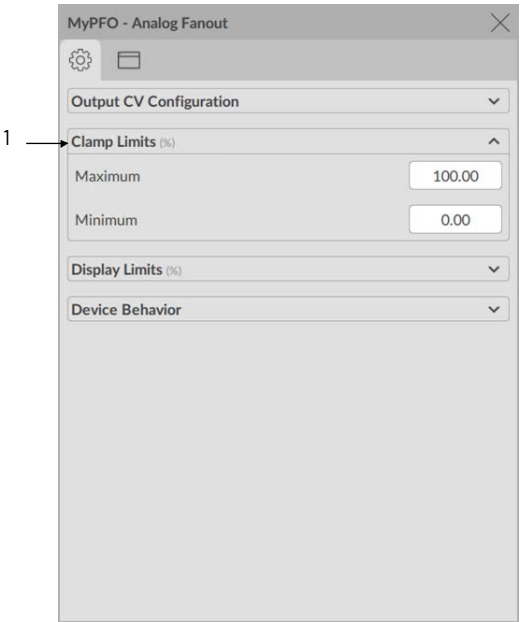 MyPFO - Analog Fanout
Output CV Configuration
1
Clamp Limits (%)
Maximum 100.00
Minimum 0.00
Display Limits (%)
Device Behavior